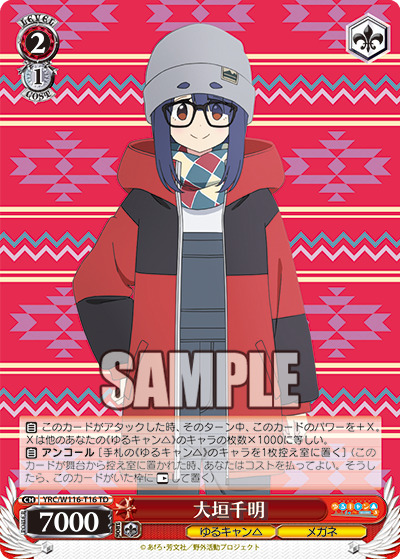 LEVEL
2
1
COST
SAMPLE
自 このカードがアタックした時、そのターン中、このカードのパワーを＋X。
Xは他のあなたの《ゆるキャン△》のキャラの枚数×1000に等しい。
自 アンコール ［手札の《ゆるキャン△》のキャラを1枚控え室に置く］ （この
カードが舞台から控え室に置かれた時、あなたはコストを払ってよい。そうし
たら、このカードがいた枠に置く）
CH YRC/W116-T16 TD
7000
大垣千明
ゆるキャン△
ゆるキャン△ メガネ
©あfろ・芳文社／野外活動プロジェクト